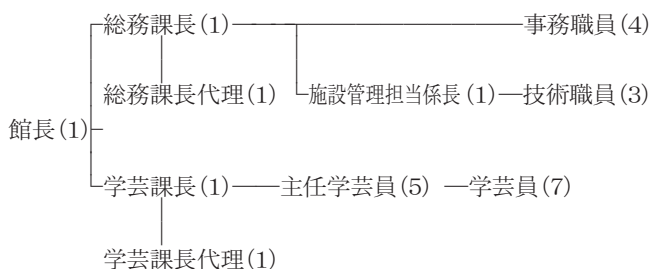 総務課長(1) 事務職員(4)
総務課長代理(1) 施設管理担当係長(1) 技術職員(3)
館長(1)
学芸課長(1) 主任学芸員(5) 学芸員(7)
学芸課長代理(1)